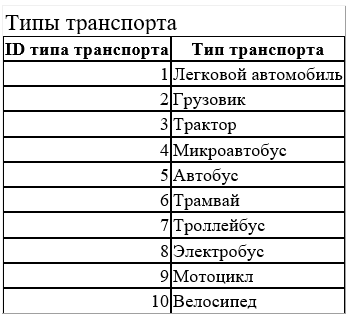 Типы транспорта
ID типа транспорта Тип транспорта
1 Легковой автомобиль
2 Грузовик
3 Трактор
4 Микроавтобус
5 Автобус
6 Трамвай
7 Троллейбус
8 Электробус
9 Мотоцикл
10 Велосипед